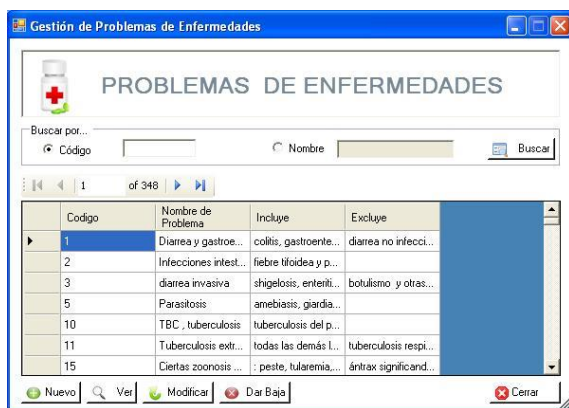 Gestión de Problemas de Enfermedades
PROBLEMAS DE ENFERMEDADES
Buscar por...
Código
Nombre
Buscar
1 of 348
Codigo Nombre de Problema Incluye Excluye
1 Diarrea y gastroe... colitis, gastroente... diarrea no infecci...
2 Infecciones intest... fiebre tifoidea y p...
3 diarrea invasiva shigelosis, enteriti... botulismo y otras...
5 Parasitosis amebiasis, giardia...
10 TBC , tuberculosis tuberculosis del p...
11 Tuberculosis extr... todas las demás l... tuberculosis respi...
15 Ciertas zoonosis ... : peste, tularemia,... ántrax significand...
Nuevo Ver Modificar Dar Baja Cerrar